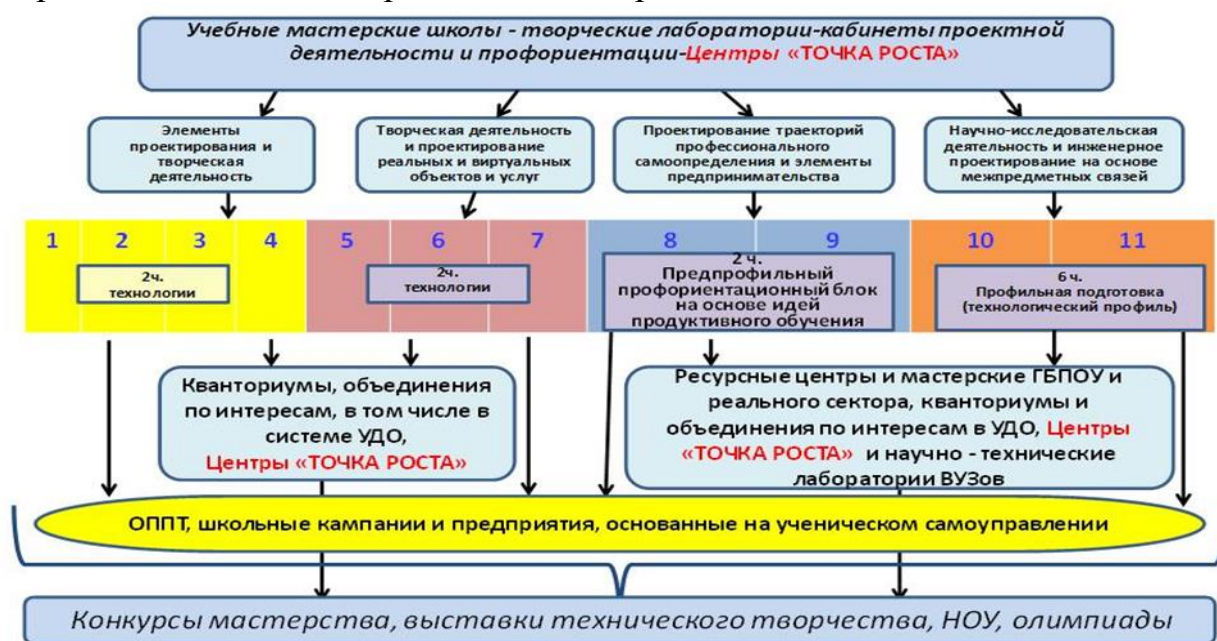 Учебные мастерские школы - творческие лаборатории-кабинеты проектной
деятельности и профориентации-Центры «ТОЧКА РОСТА»
Элементы
проектирования и
творческая
деятельность
Творческая деятельность
и проектирование
реальных и виртуальных
объектов и услуг
Проектирование траекторий
профессионального
самоопределения и элементы
предпринимательства
Научно-исследовательская
деятельность и инженерное
проектирование на основе
межпредметных связей
1 2 3 4 5 6 7 8 9 10 11
2ч.
технологии
2ч.
технологии
2 ч.
Предпрофильный
профориентационный блок
на основе идей
продуктивного обучения
6 ч.
Профильная подготовка
(технологический профиль)
Кванториумы, объединения
по интересам, в том числе в
системе УДО,
Центры «ТОЧКА РОСТА»
Ресурсные центры и мастерские ГБПОУ и
реального сектора, кванториумы и
объединения по интересам в УДО, Центры
«ТОЧКА РОСТА» и научно - технические
лаборатории ВУЗов
ОППТ, школьные кампании и предприятия, основанные на ученическом самоуправлении
Конкурсы мастерства, выставки технического творчества, НОУ, олимпиады